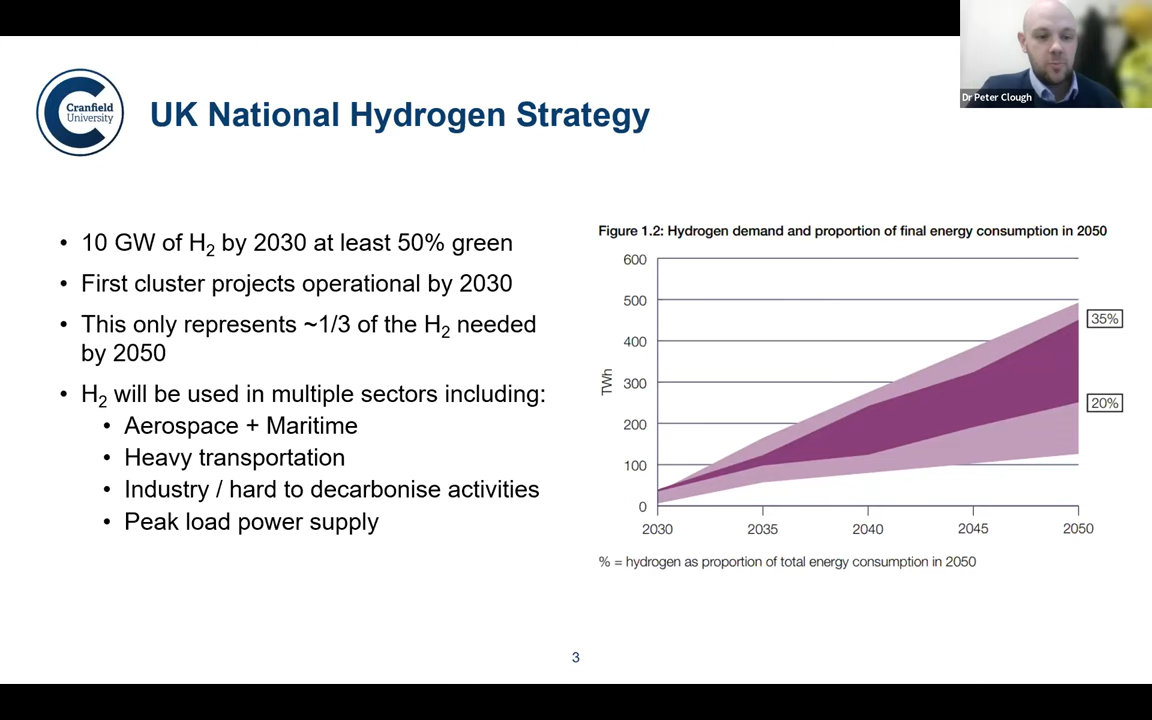 Dr Peter Clough
Cranfield
University
UK National Hydrogen Strategy
• 10 GW of H2 by 2030 at least 50% green
• First cluster projects operational by 2030
• This only represents ~1/3 of the H2 needed
by 2050
• H2 will be used in multiple sectors including:
• Aerospace + Maritime
• Heavy transportation
• Industry / hard to decarbonise activities
• Peak load power supply
Figure 1.2: Hydrogen demand and proportion of final energy consumption in 2050
600
500
400
300
200
100
0
TWh
35%
20%
2030 2035 2040 2045 2050
% = hydrogen as proportion of total energy consumption in 2050
3